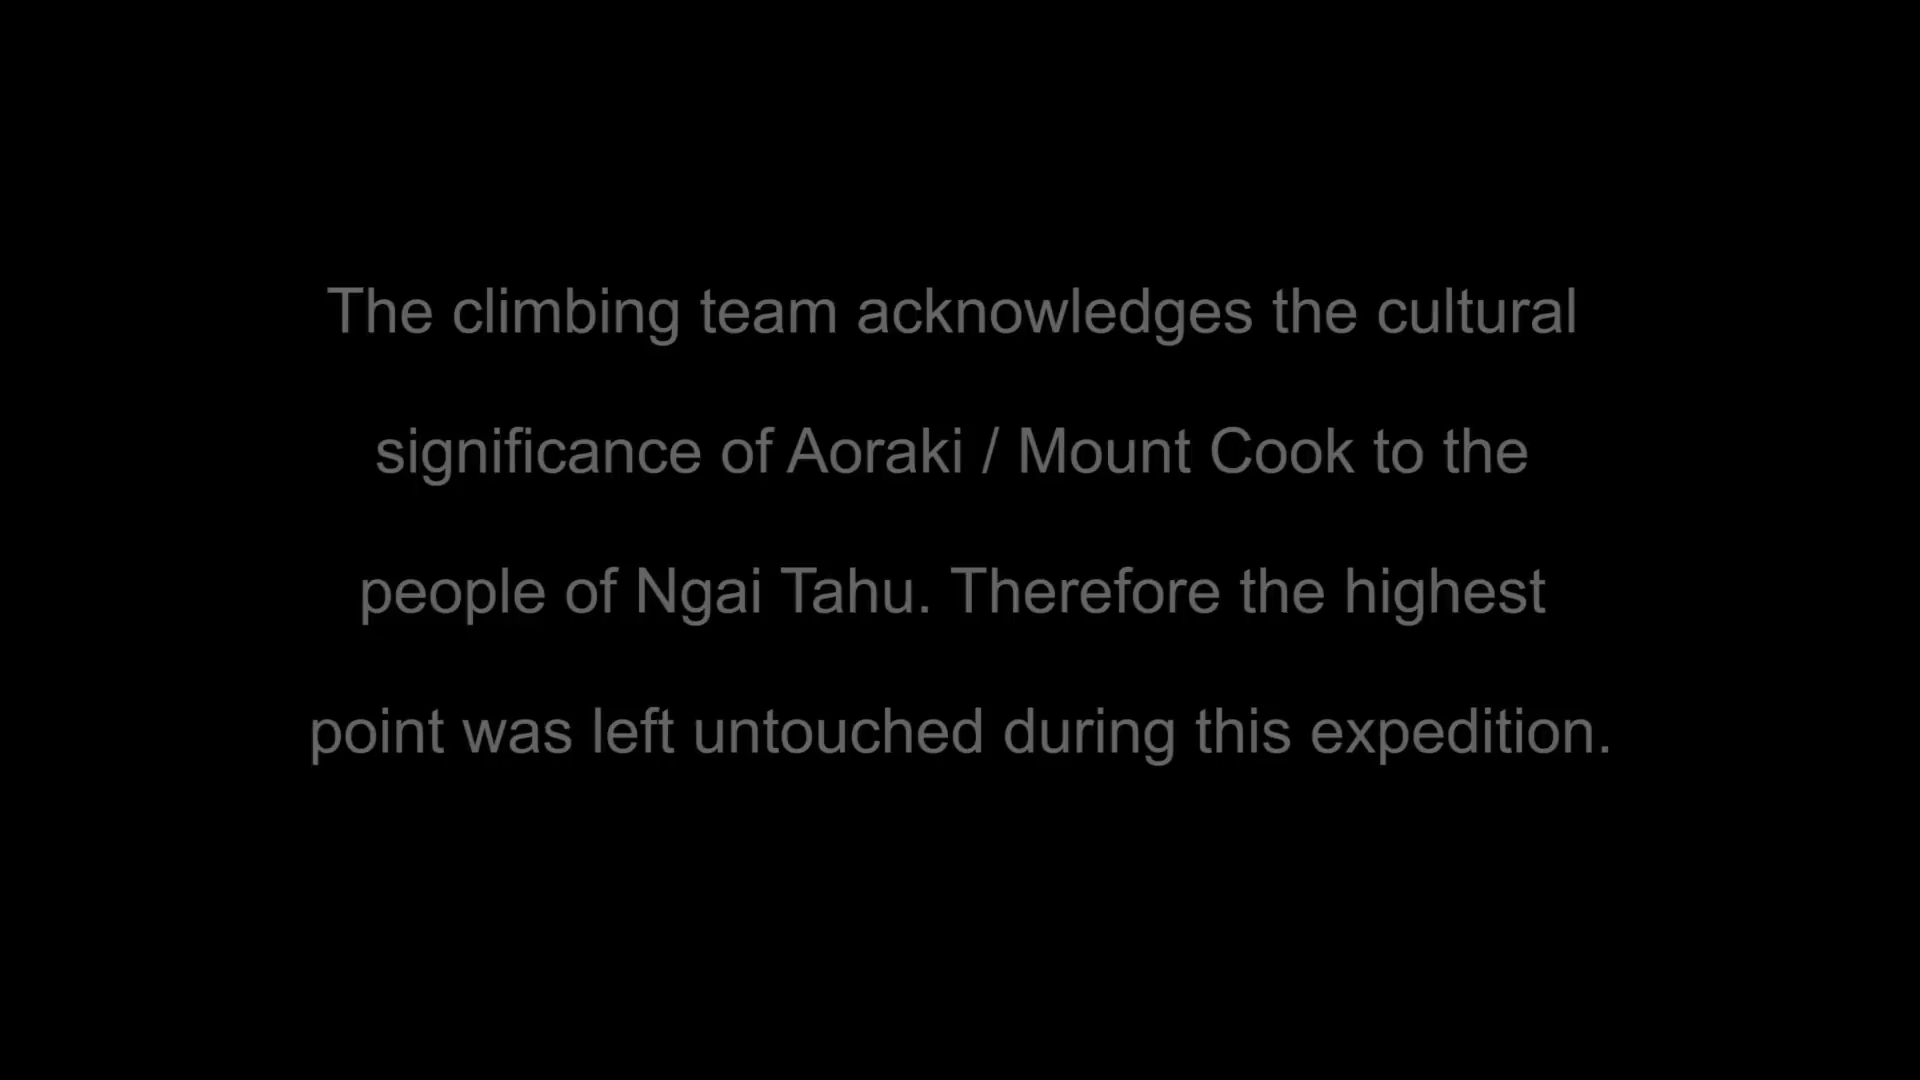 The climbing team acknowledges the cultural
significance of Aoraki / Mount Cook to the
people of Ngai Tahu. Therefore the highest
point was left untouched during this expedition.